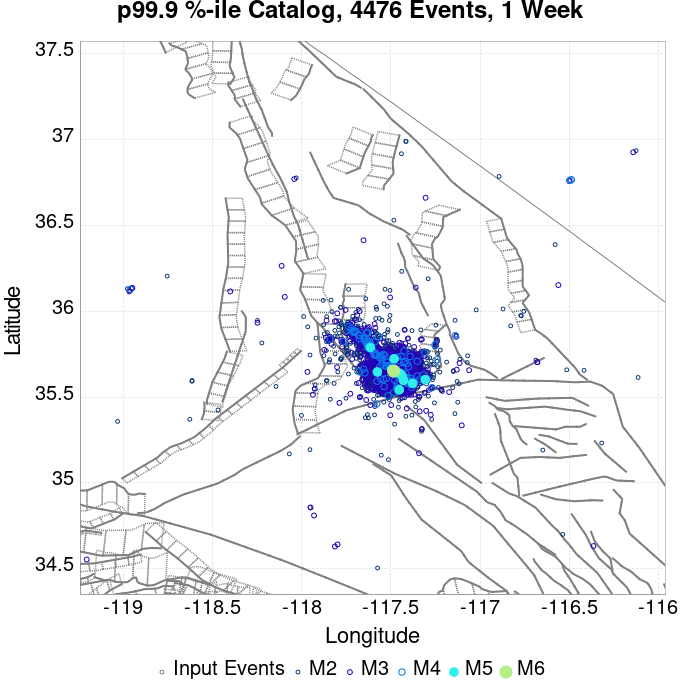 p99.9 %-ile Catalog, 4476 Events, 1 Week
37.5
37
36.5
36
35.5
35
34.5
Latitude
-119 -118.5 -118 -117.5 -117 -116.5 -116
Longitude
Input Events M2 M3 M4 M5 M6